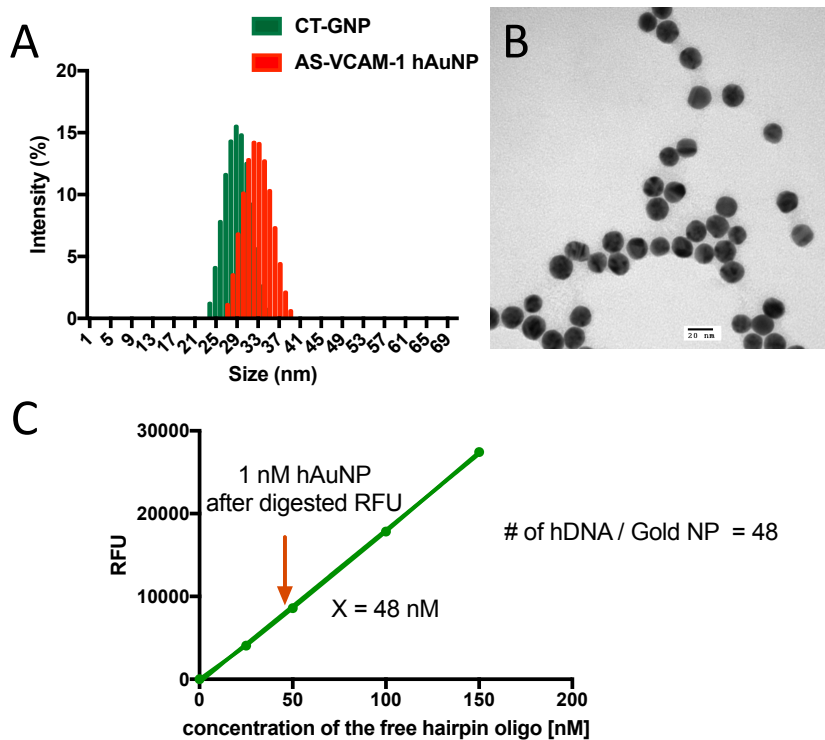 A
CT-GNP
AS-VCAM-1 hAuNP
20
15
10
5
0
Intensity (%)
1 5 9 13 17 21 25 29 33 37 41 45 49 53 57 61 65 69
Size (nm)
B
20 nm
C
30000
20000
10000
0
RFU
1 nM hAuNP
after digested RFU
X = 48 nM
# of hDNA / Gold NP = 48
0 50 100 150 200
concentration of the free hairpin oligo [nM]